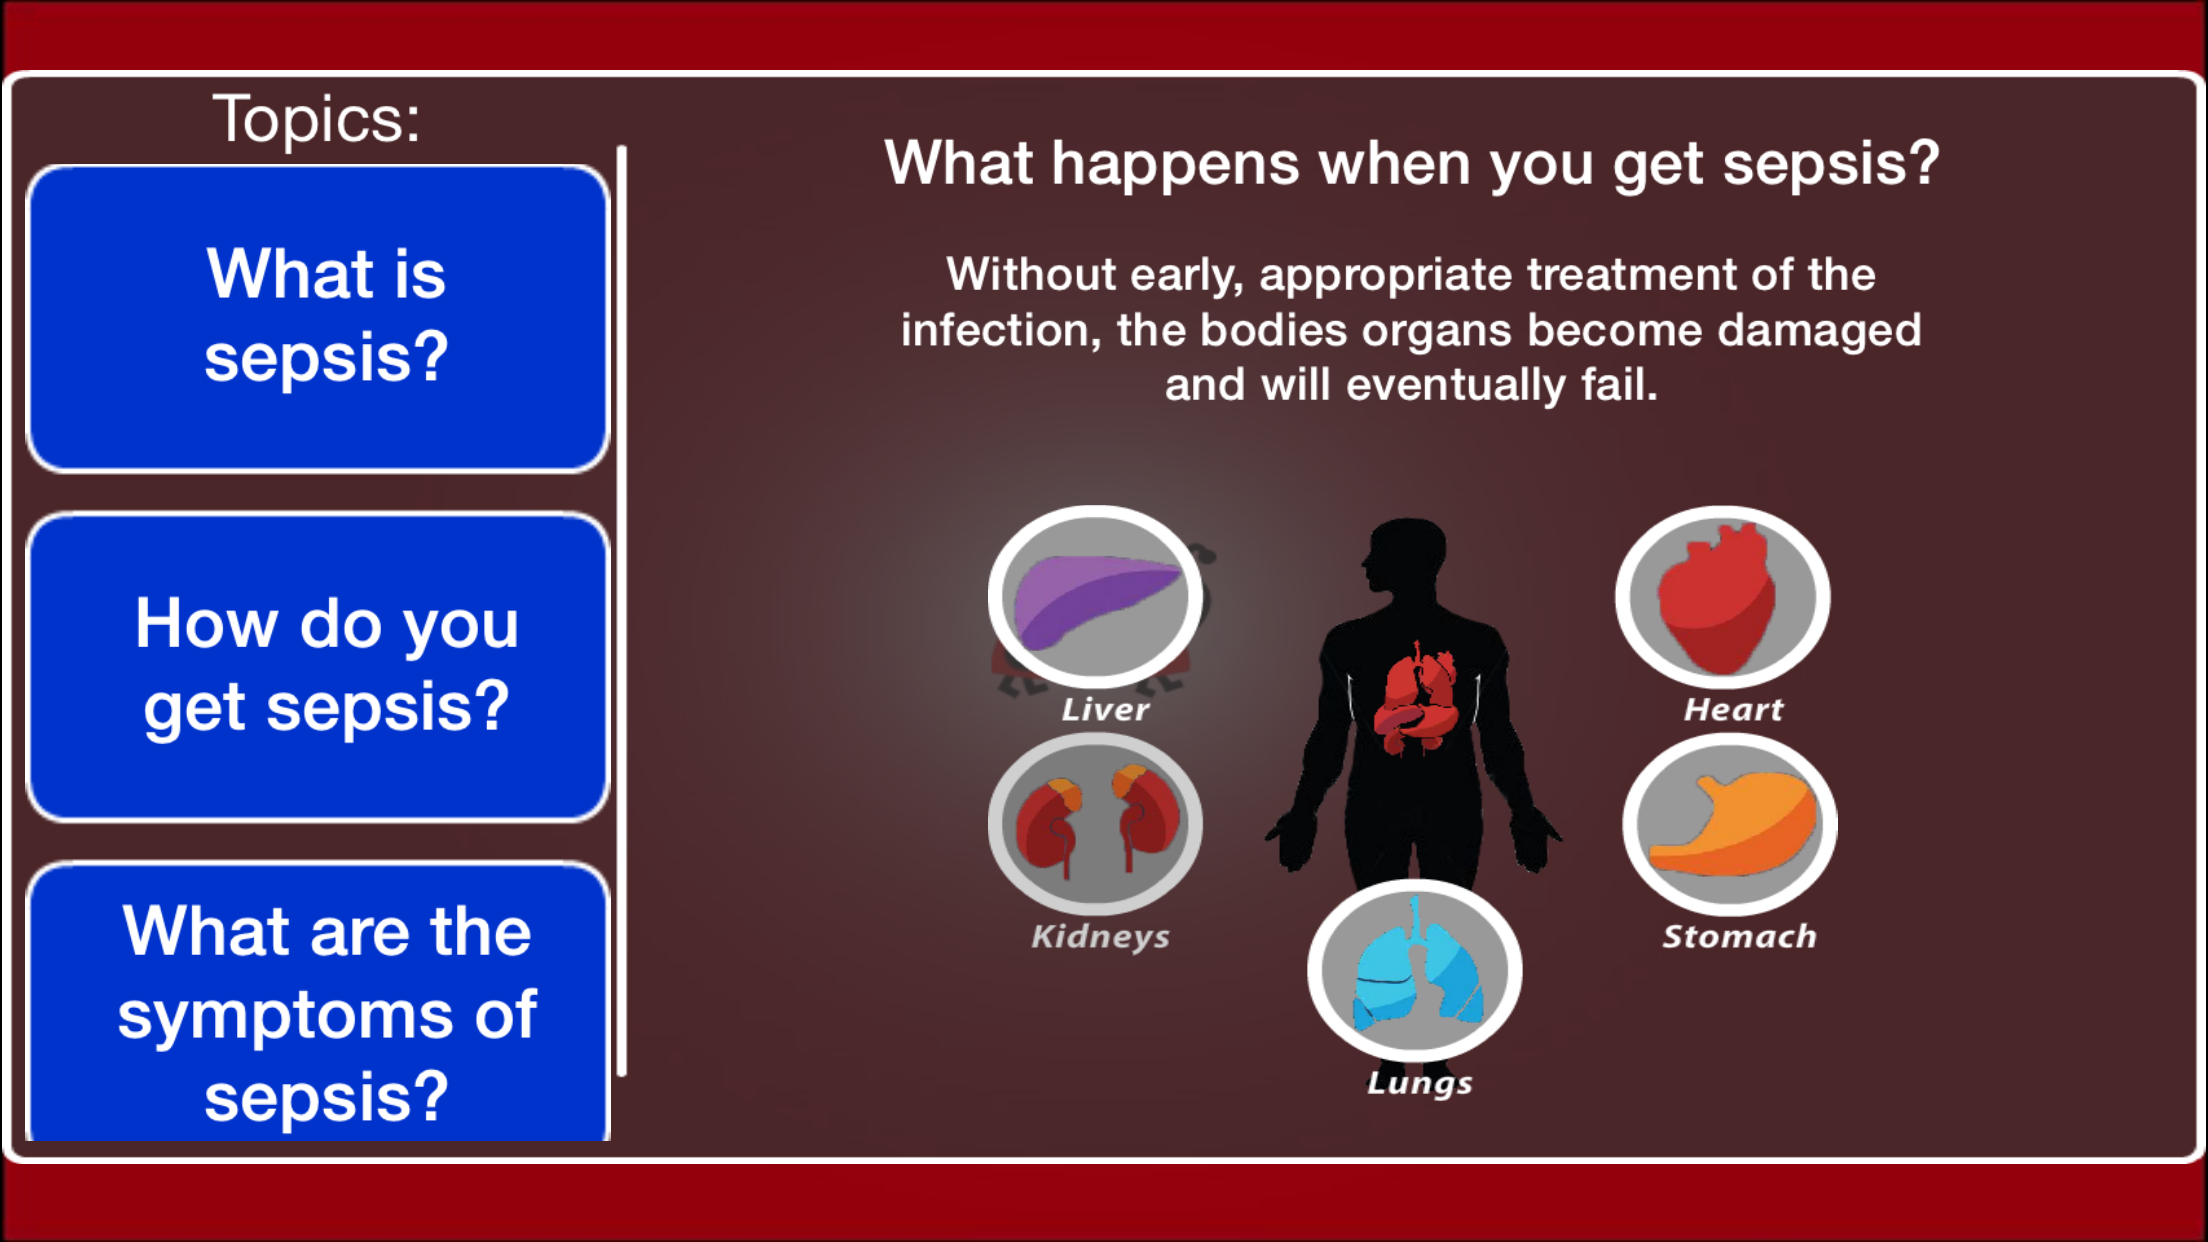 Topics:
What is
sepsis?
How do you
get sepsis?
What are the
symptoms of
sepsis?
What happens when you get sepsis?
Without early, appropriate treatment of the
infection, the bodies organs become damaged
and will eventually fail.
Liver
Heart
Kidneys
Stomach
Lungs